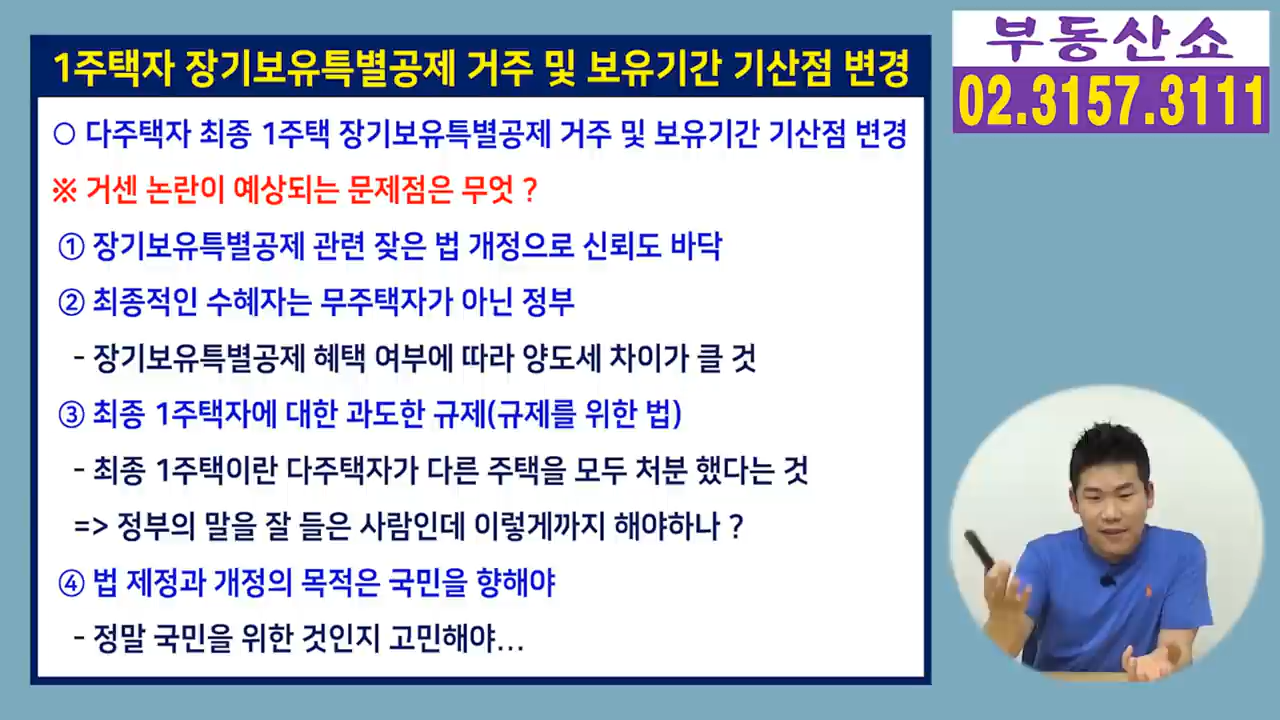 1주택자 장기보유특별공제 거주 및 보유기간 기산점 변경
○ 다주택자 최종 1주택 장기보유특별공제 거주 및 보유기간 기산점 변경
※ 거센 논란이 예상되는 문제점은 무엇 ?
① 장기보유특별공제 관련 잦은 법 개정으로 신뢰도 바닥
② 최종적인 수혜자는 무주택자가 아닌 정부
- 장기보유특별공제 혜택 여부에 따라 양도세 차이가 클 것
③ 최종 1주택자에 대한 과도한 규제(규제를 위한 법)
- 최종 1주택이란 다주택자가 다른 주택을 모두 처분 했다는 것
=> 정부의 말을 잘 들은 사람인데 이렇게까지 해야하나 ?
④ 법 제정과 개정의 목적은 국민을 향해야
- 정말 국민을 위한 것인지 고민해야...
부동산쇼
02.3157.3111